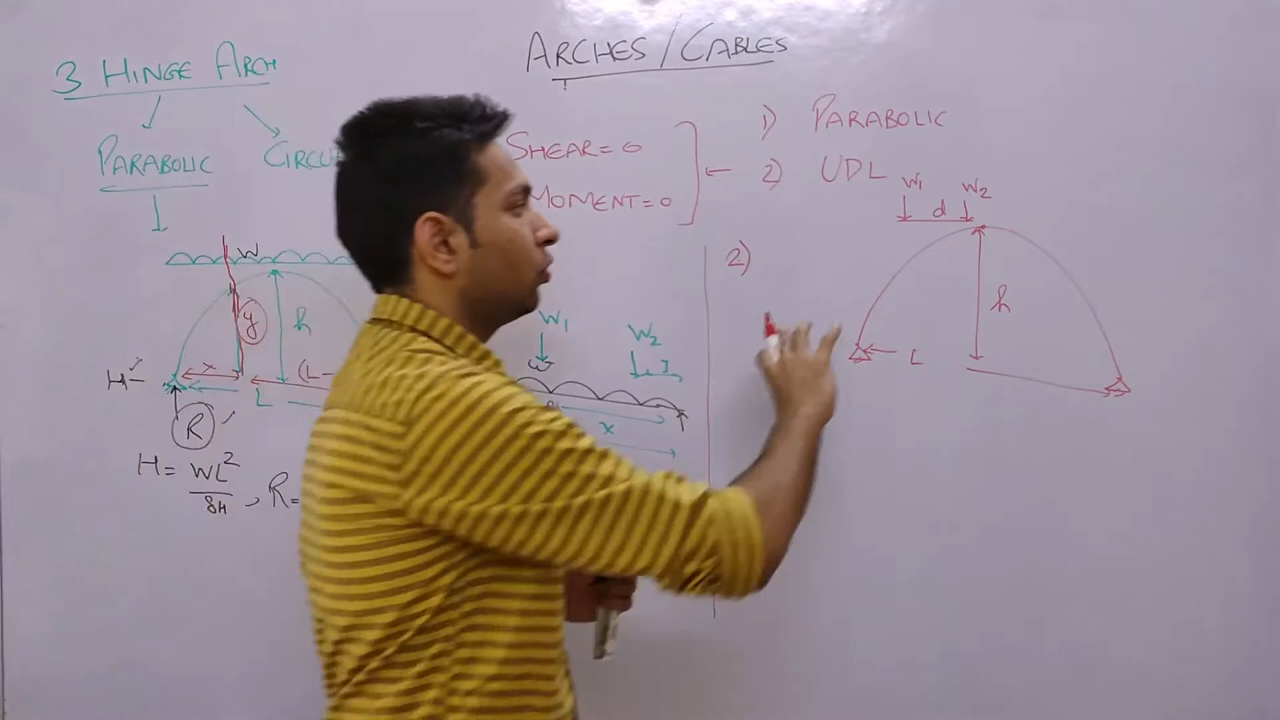 ARCHES / CABLES
3 HINGE ARCH
PARABOLIC
SHEAR = 0
MOMENT = 0
1) PARABOLIC
2) UDL
W
y
h
x
(L-
L
H
R
H = WL²
8H
, R =
W₁
W₂
x
2)
W₁
d
W₂
h
L